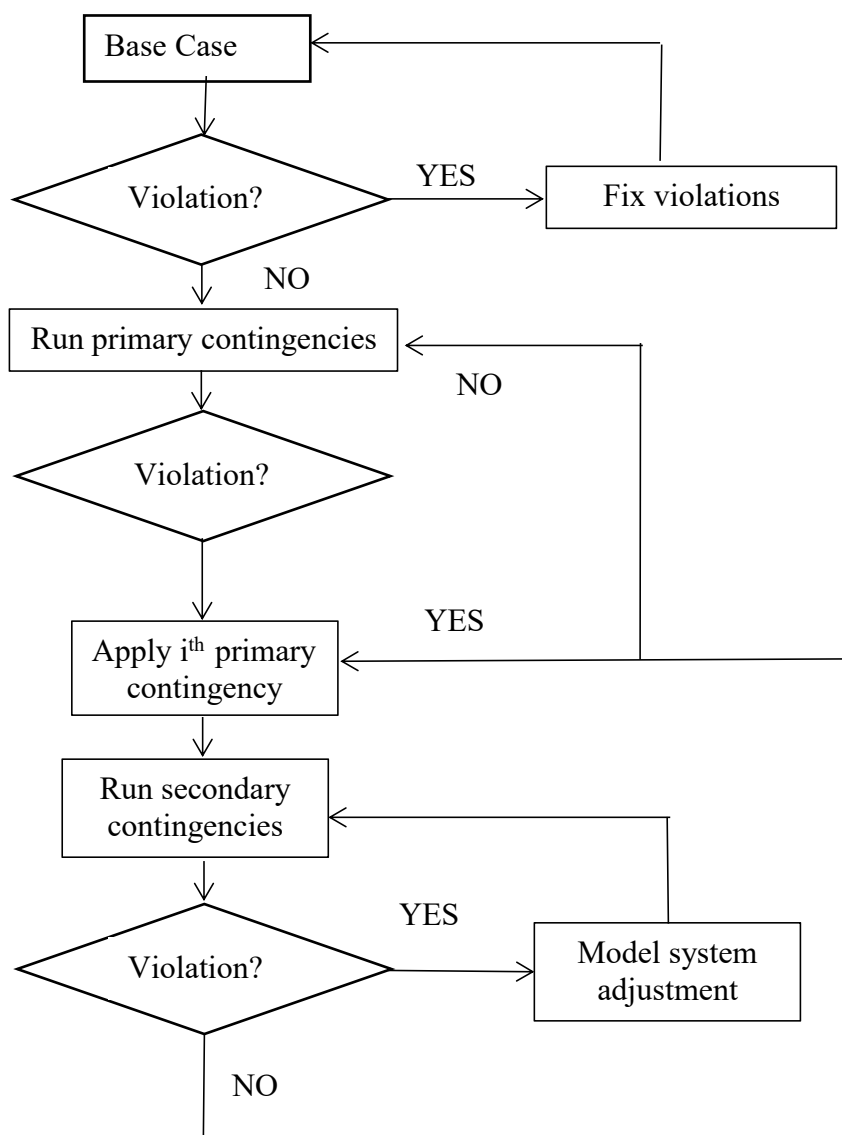 Base Case
Violation?
YES
Fix violations
NO
Run primary contingencies
NO
Violation?
YES
Apply iᵗʰ primary
contingency
Run secondary
contingencies
YES
Violation?
Model system
adjustment
NO